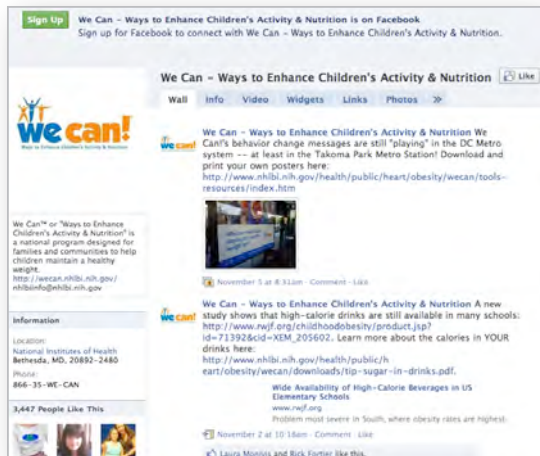 Sign Up
We Can – Ways to Enhance Children's Activity & Nutrition is on Facebook
Sign up for Facebook to connect with We Can – Ways to Enhance Children's Activity & Nutrition.
We Can – Ways to Enhance Children's Activity & Nutrition
Like
Wall Info Video Widgets Links Photos »
we can!
Ways to Enhance Children's Activity & Nutrition
We Can™ or "Ways to Enhance
Children's Activity & Nutrition" is
a national program designed for
families and communities to help
children maintain a healthy
weight.
http://wecan.nhlbi.nih.gov/
nhlbiinfo@nhlbi.nih.gov
Information
Location:
National Institutes of Health
Bethesda, MD, 20892-2480
Phone:
866-35-WE-CAN
3,447 People Like This
we can!
We Can – Ways to Enhance Children's Activity & Nutrition We
Can!'s behavior change messages are still "playing" in the DC Metro
system -- at least in the Takoma Park Metro Station! Download and
print your own posters here:
http://www.nhlbi.nih.gov/health/public/heart/obesity/wecan/tools-
resources/index.htm
November 5 at 8:31am · Comment · Like
we can!
We Can – Ways to Enhance Children's Activity & Nutrition A new
study shows that high-calorie drinks are still available in many schools:
http://www.rwjf.org/childhoodobesity/product.jsp?
id=71392&cid=XEM_205602. Learn more about the calories in YOUR
drinks here:
http://www.nhlbi.nih.gov/health/public/h
eart/obesity/wecan/downloads/tip-sugar-in-drinks.pdf.
Wide Availability of High-Calorie Beverages in US
Elementary Schools
www.rwjf.org
Problem most severe in South, where obesity rates are highest.
November 2 at 10:18am · Comment · Like
Laura and Rick Fortier like this.